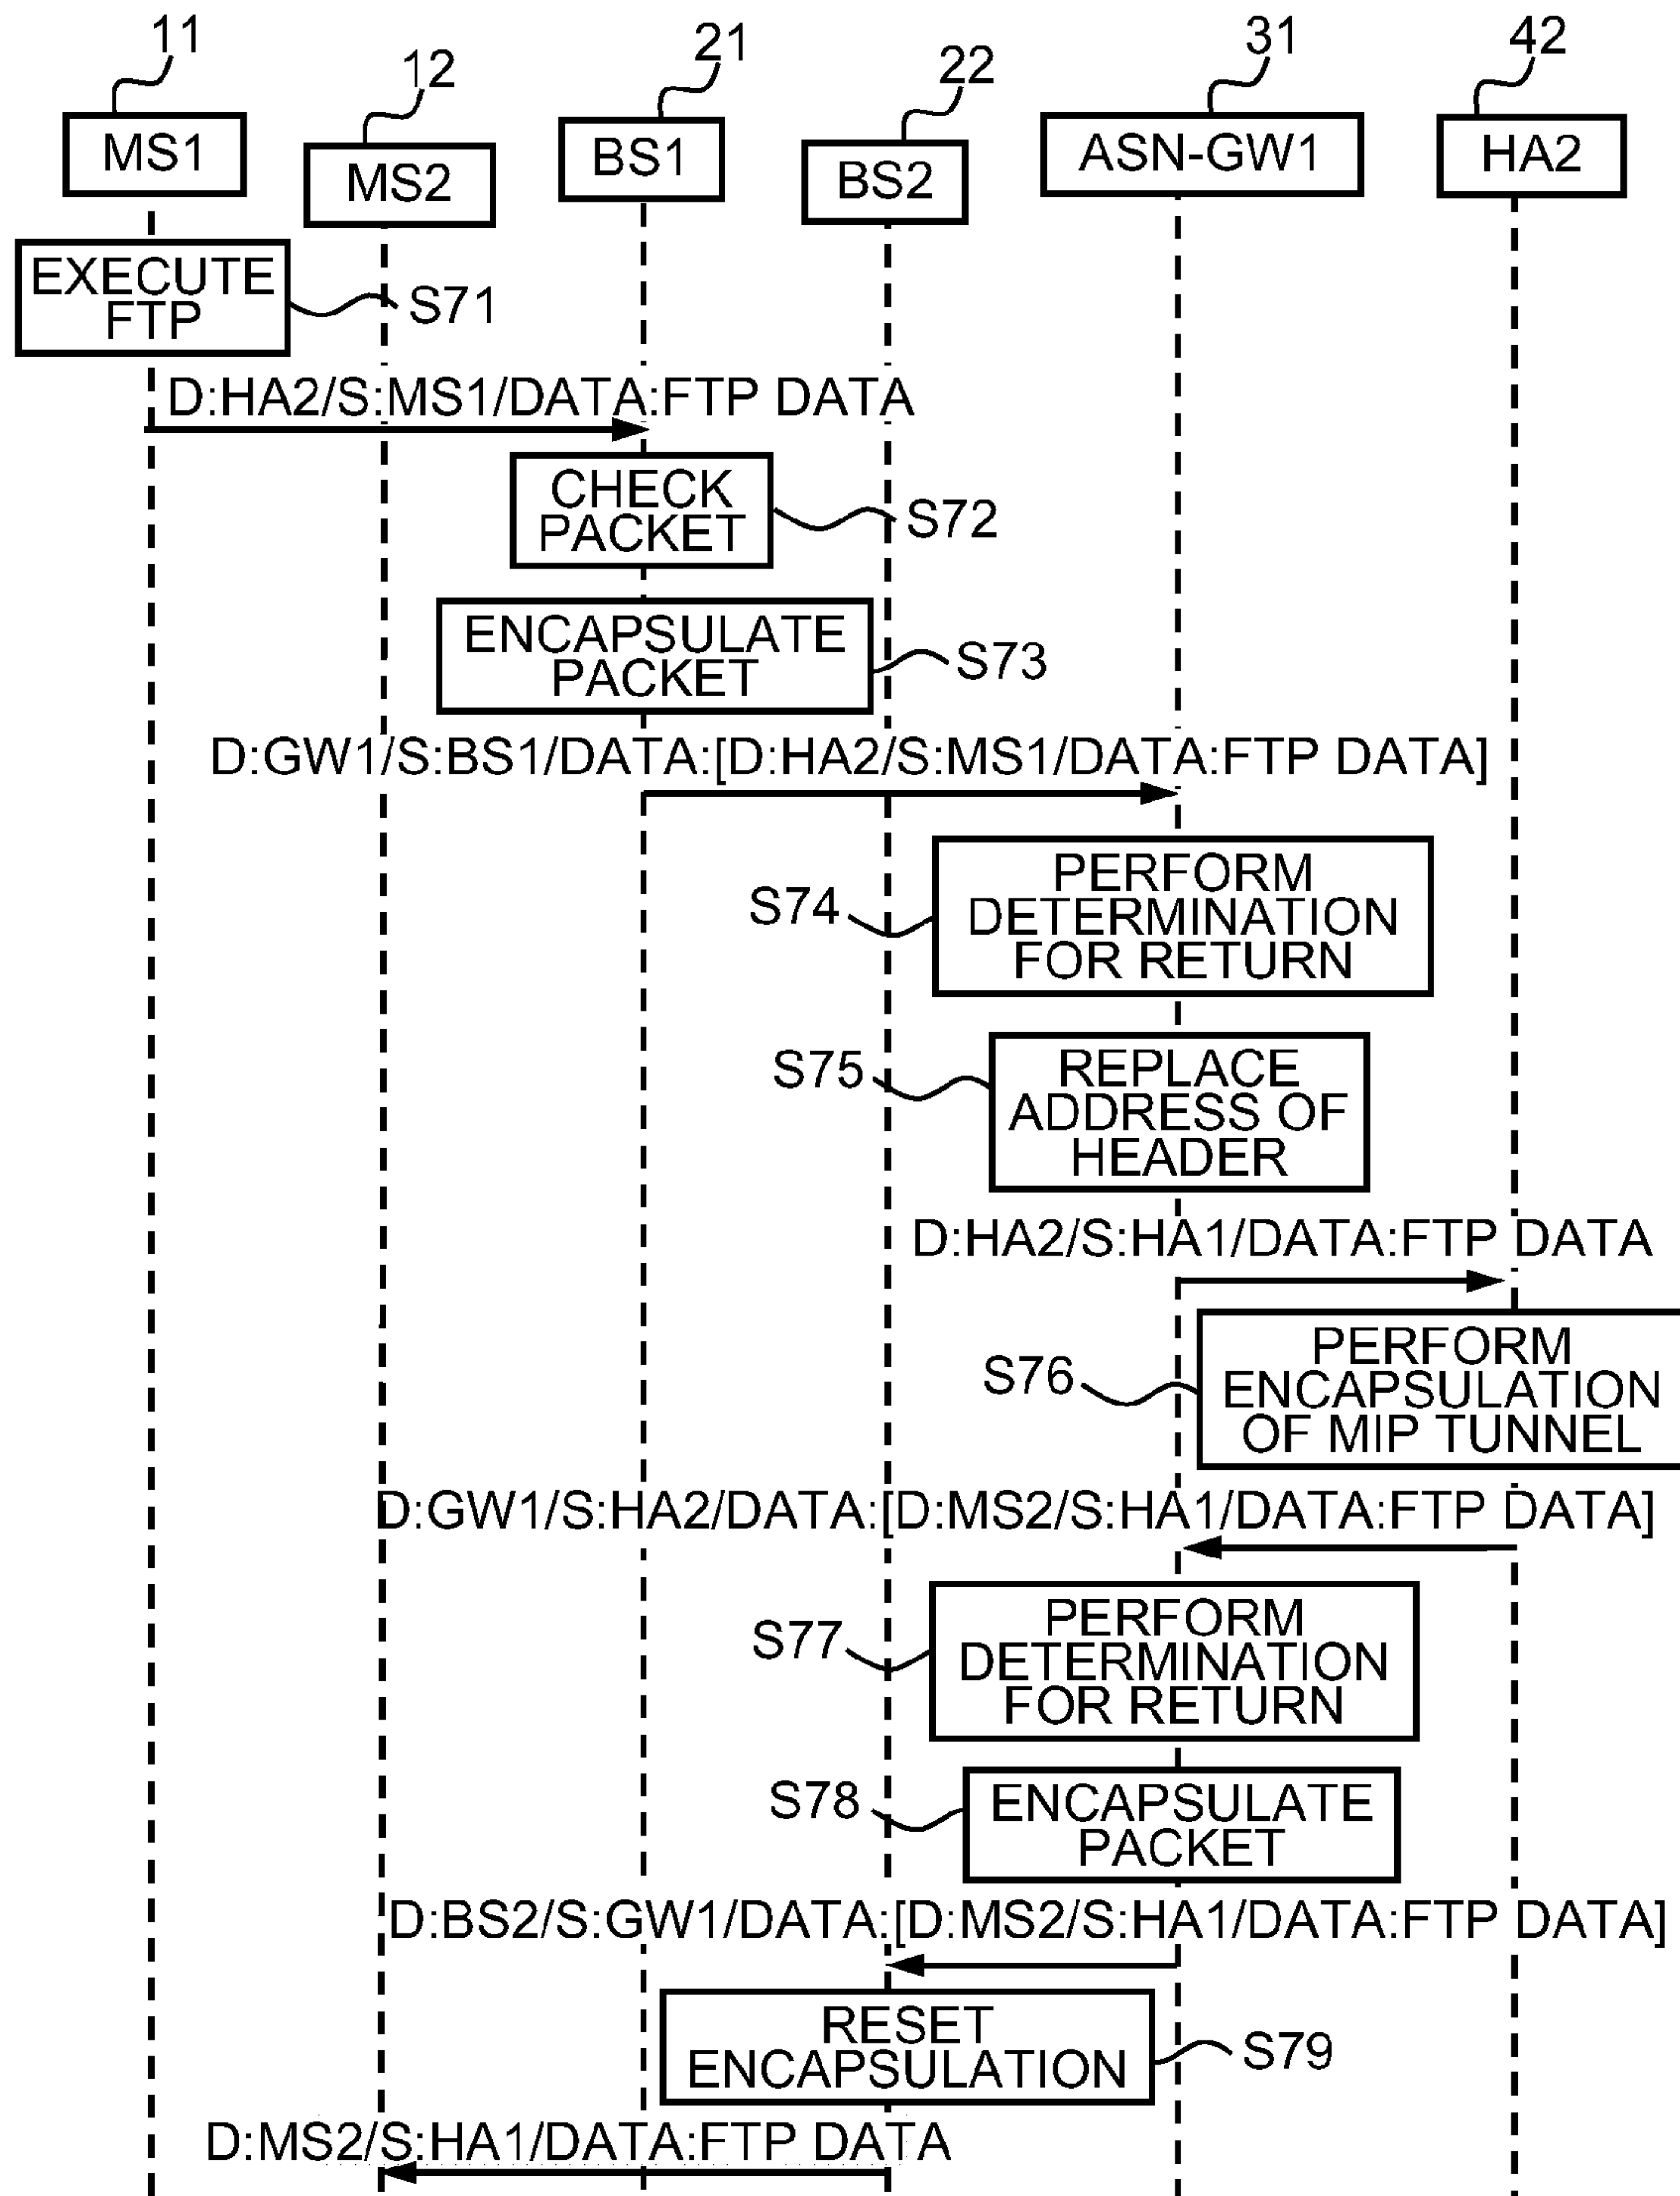 11
12
21
22
31
42
MS1
MS2
BS1
BS2
ASN-GW1
HA2
EXECUTE
FTP
S71
D:HA2/S:MS1/DATA:FTP DATA
CHECK
PACKET
S72
ENCAPSULATE
PACKET
S73
D:GW1/S:BS1/DATA:[D:HA2/S:MS1/DATA:FTP DATA]
S74
PERFORM
DETERMINATION
FOR RETURN
S75
REPLACE
ADDRESS OF
HEADER
D:HA2/S:HA1/DATA:FTP DATA
S76
PERFORM
ENCAPSULATION
OF MIP TUNNEL
D:GW1/S:HA2/DATA:[D:MS2/S:HA1/DATA:FTP DATA]
S77
PERFORM
DETERMINATION
FOR RETURN
S78
ENCAPSULATE
PACKET
D:BS2/S:GW1/DATA:[D:MS2/S:HA1/DATA:FTP DATA]
RESET
ENCAPSULATION
S79
D:MS2/S:HA1/DATA:FTP DATA